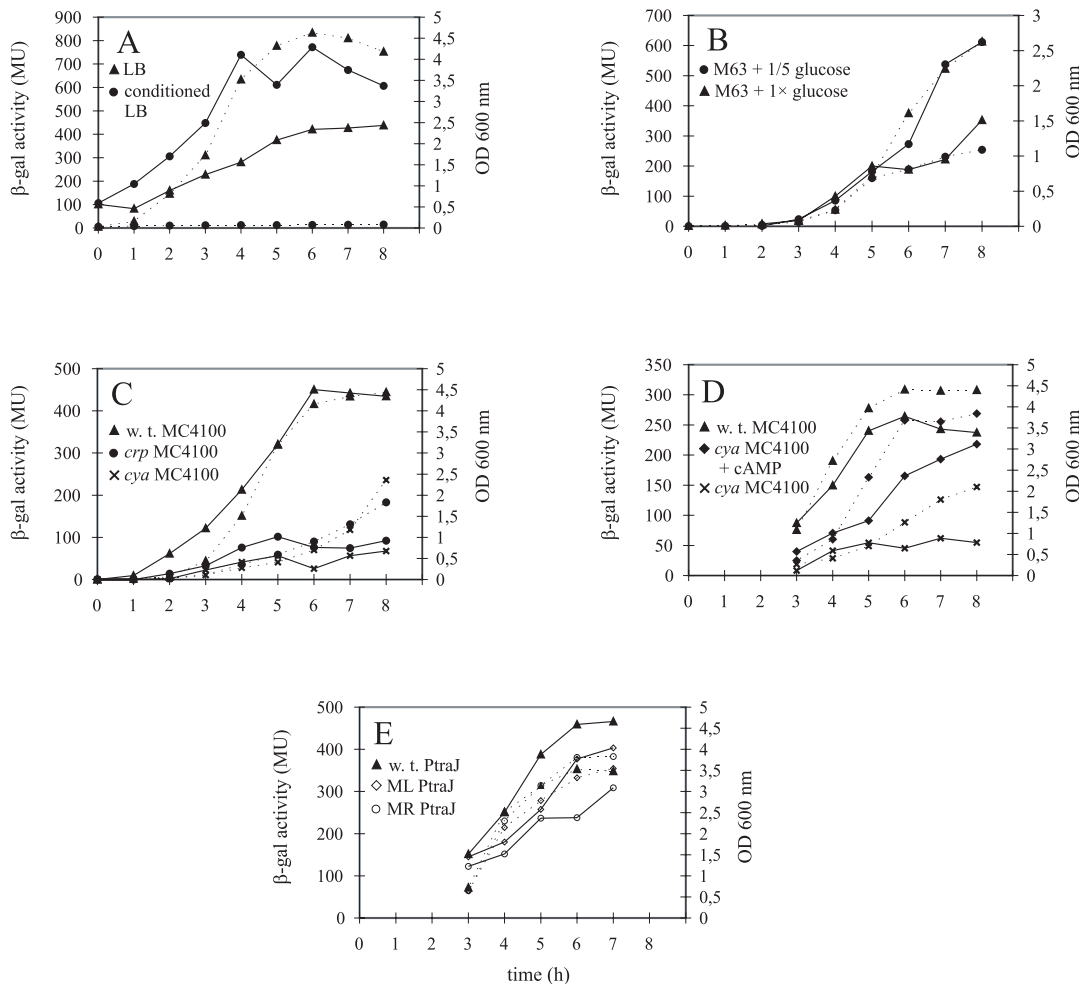 A
β-gal activity (MU)
900
800
700
600
500
400
300
200
100
0
LB
conditioned
LB
5
4,5
4
3,5
3
2,5
2
1,5
1
0,5
0
OD 600 nm
0 1 2 3 4 5 6 7 8
B
β-gal activity (MU)
700
600
500
400
300
200
100
0
M63 + 1/5 glucose
M63 + 1× glucose
3
2,5
2
1,5
1
0,5
0
OD 600 nm
0 1 2 3 4 5 6 7 8
C
β-gal activity (MU)
500
400
300
200
100
0
w. t. MC4100
crp MC4100
cya MC4100
5
4,5
4
3,5
3
2,5
2
1,5
1
0,5
0
OD 600 nm
0 1 2 3 4 5 6 7 8
D
β-gal activity (MU)
350
300
250
200
150
100
50
0
w. t. MC4100
cya MC4100
+ cAMP
cya MC4100
5
4,5
4
3,5
3
2,5
2
1,5
1
0,5
0
OD 600 nm
0 1 2 3 4 5 6 7 8
E
β-gal activity (MU)
500
400
300
200
100
0
w. t. PtraJ
ML PtraJ
MR PtraJ
5
4,5
4
3,5
3
2,5
2
1,5
1
0,5
0
OD 600 nm
0 1 2 3 4 5 6 7 8
time (h)